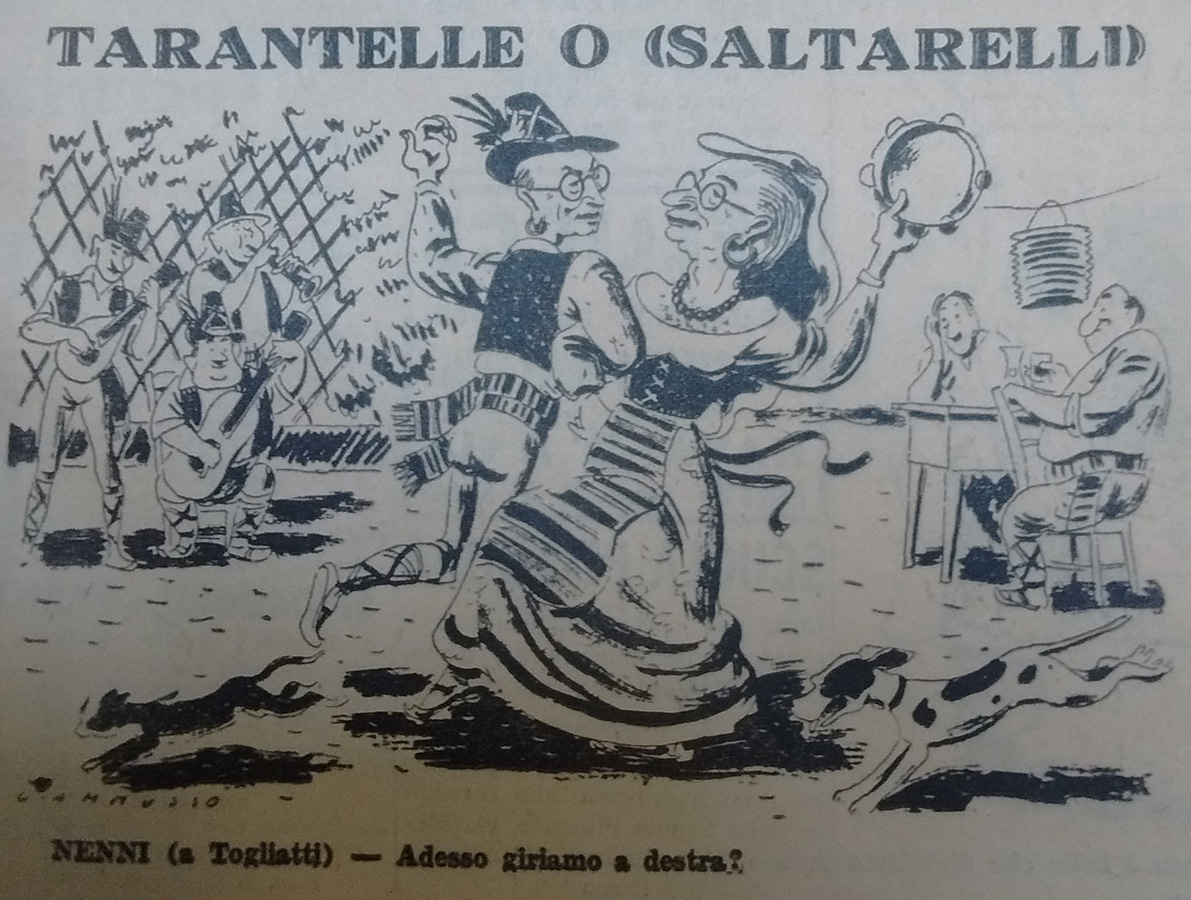 TARANTELLE O (SALTARELLI)
NENNI (a Togliatti) — Adesso giriamo a destra?